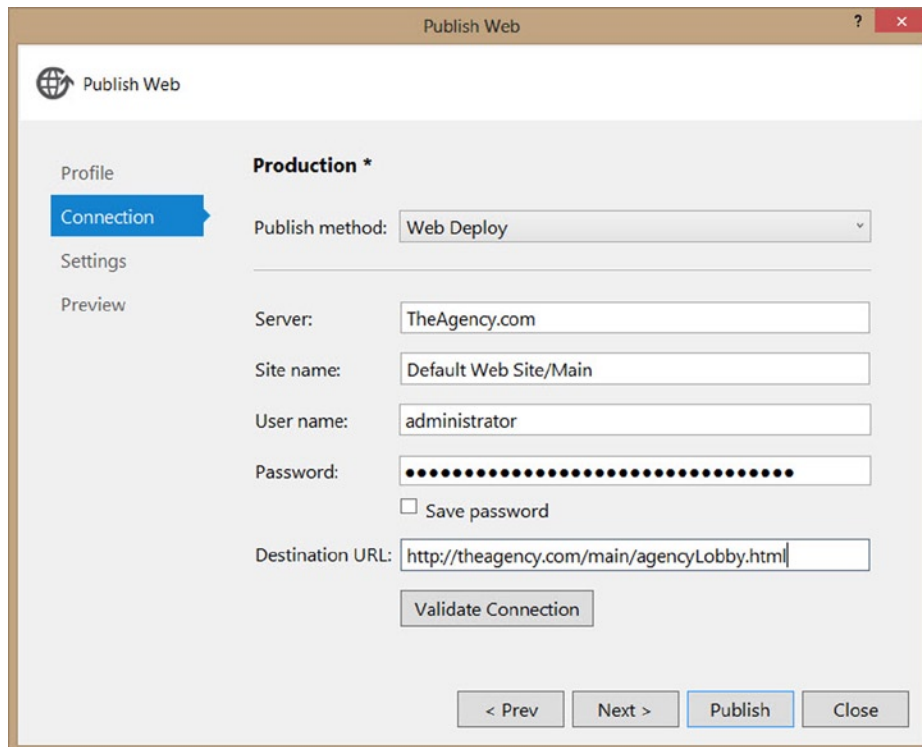 Publish Web
? ×
Publish Web
Profile
Connection
Settings
Preview
Production *
Publish method: Web Deploy
Server: TheAgency.com
Site name: Default Web Site/Main
User name: administrator
Password: ●●●●●●●●●●●●●●●●●●●●●●●●●●●●●●●●●
Save password
Destination URL: http://theagency.com/main/agencyLobby.html
Validate Connection
< Prev Next > Publish Close